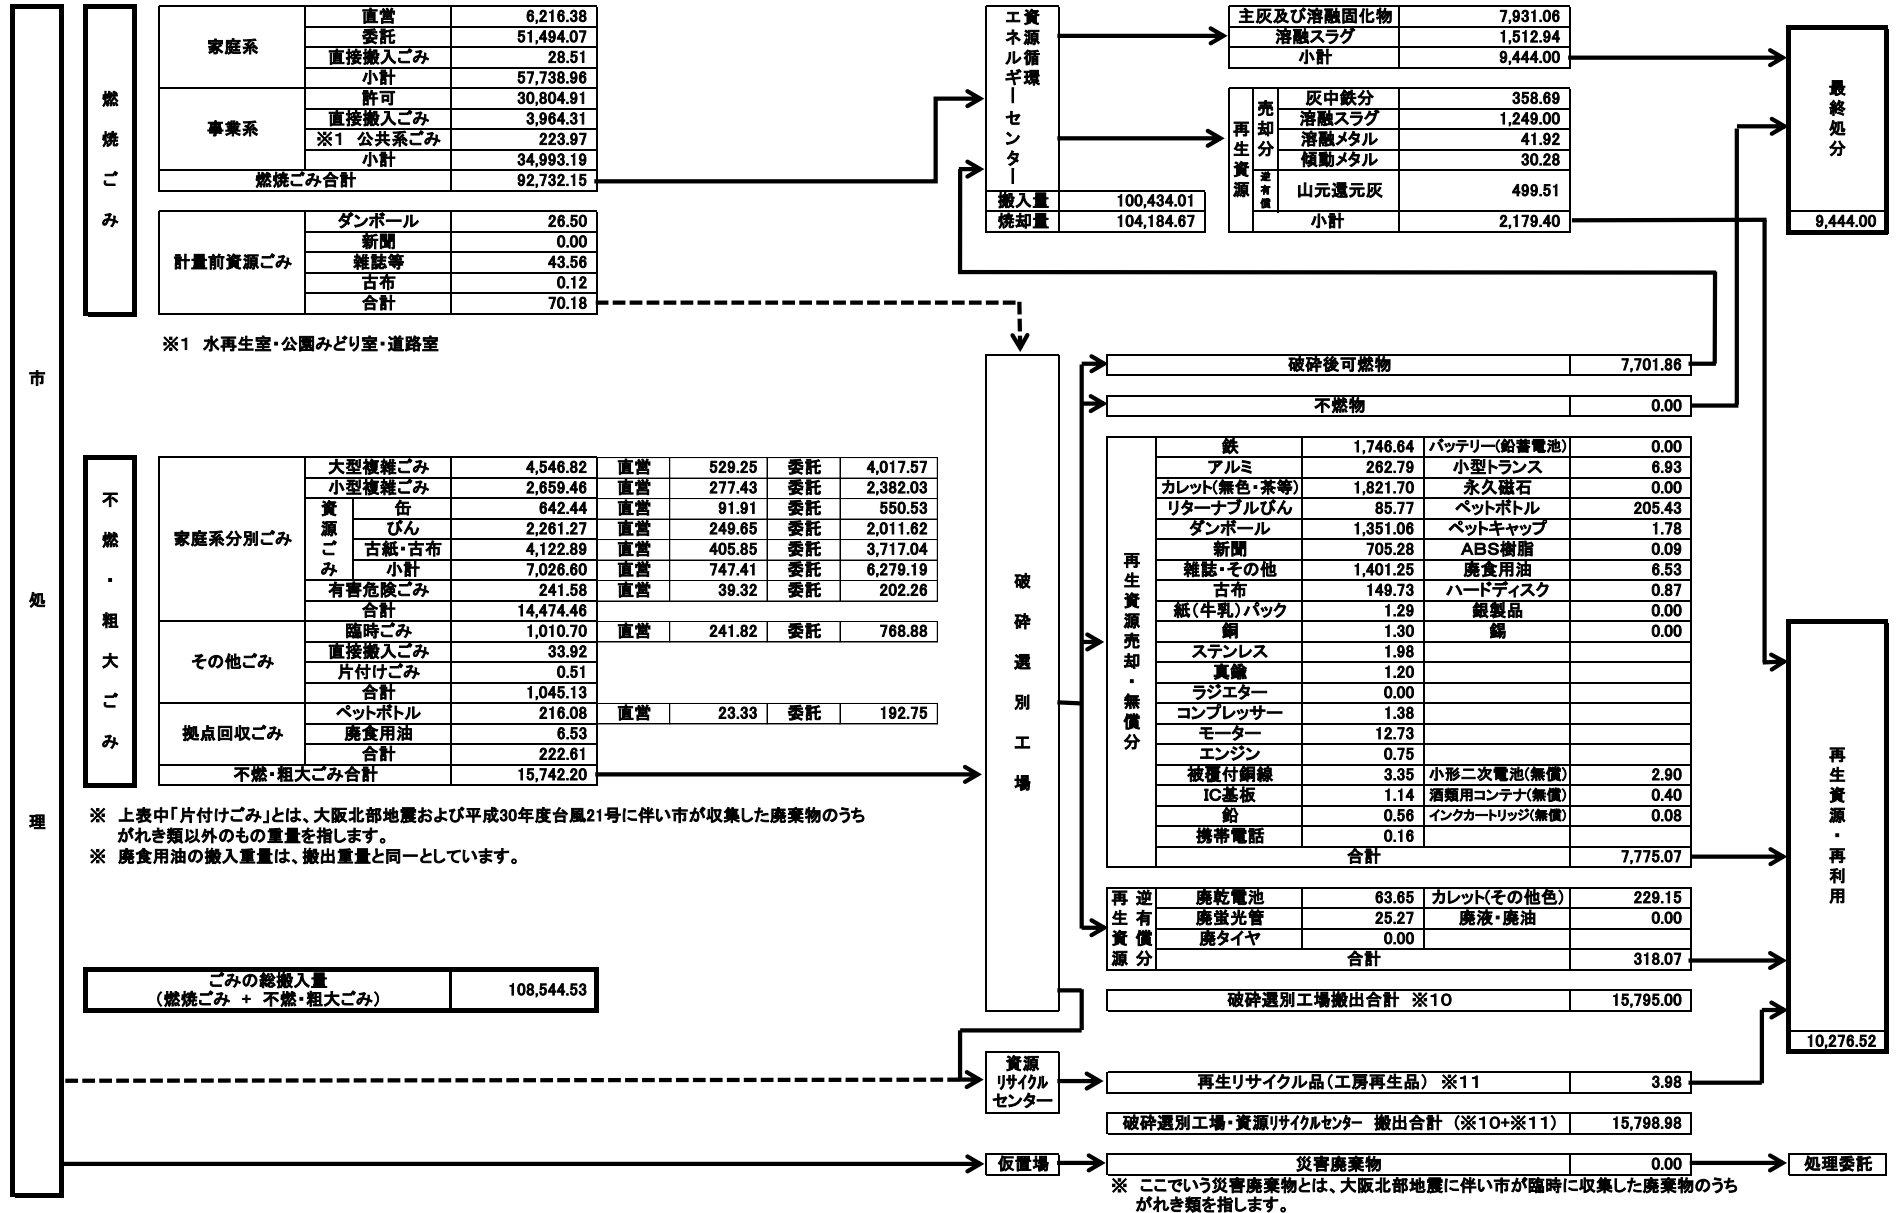 市処理
燃焼ごみ
家庭系
直営 6,216.38
委託 51,494.07
直接搬入ごみ 28.51
小計 57,738.96
事業系
許可 30,804.91
直接搬入ごみ 3,964.31
※1 公共系ごみ 223.97
小計 34,993.19
燃焼ごみ合計 92,732.15
計量前資源ごみ
ダンボール 26.50
新聞 0.00
雑誌等 43.56
古布 0.12
合計 70.18
※1 水再生室・公園みどり室・道路室
資源循環エネルギーセンター
搬入量 100,434.01
焼却量 104,184.67
主灰及び溶融固化物 7,931.06
溶融スラグ 1,512.94
小計 9,444.00
再生資源
売却分
灰中鉄分 358.69
溶融スラグ 1,249.00
溶融メタル 41.92
傾動メタル 30.28
逆有償
山元還元灰 499.51
小計 2,179.40
最終処分
9,444.00
不燃・粗大ごみ
家庭系分別ごみ
大型複雑ごみ 4,546.82 直営 529.25 委託 4,017.57
小型複雑ごみ 2,659.46 直営 277.43 委託 2,382.03
資源ごみ
缶 642.44 直営 91.91 委託 550.53
びん 2,261.27 直営 249.65 委託 2,011.62
古紙・古布 4,122.89 直営 405.85 委託 3,717.04
小計 7,026.60 直営 747.41 委託 6,279.19
有害危険ごみ 241.58 直営 39.32 委託 202.26
合計 14,474.46
その他ごみ
臨時ごみ 1,010.70 直営 241.82 委託 768.88
直接搬入ごみ 33.92
片付けごみ 0.51
合計 1,045.13
拠点回収ごみ
ペットボトル 216.08 直営 23.33 委託 192.75
廃食用油 6.53
合計 222.61
不燃・粗大ごみ合計 15,742.20
※ 上表中「片付けごみ」とは、大阪北部地震および平成30年度台風21号に伴い市が収集した廃棄物のうち
がれき類以外のもの重量を指します。
※ 廃食用油の搬入重量は、搬出重量と同一としています。
ごみの総搬入量
(燃焼ごみ + 不燃・粗大ごみ)
108,544.53
破砕選別工場
破砕後可燃物 7,701.86
不燃物 0.00
再生資源売却・無償分
鉄 1,746.64 バッテリー(鉛蓄電池) 0.00
アルミ 262.79 小型トランス 6.93
カレット(無色・茶等) 1,821.70 永久磁石 0.00
リターナブルびん 85.77 ペットボトル 205.43
ダンボール 1,351.06 ペットキャップ 1.78
新聞 705.28 ABS樹脂 0.09
雑誌・その他 1,401.25 廃食用油 6.53
古布 149.73 ハードディスク 0.87
紙(牛乳)パック 1.29 銀製品 0.00
銅 1.30 錫 0.00
ステンレス 1.98
真鍮 1.20
ラジエター 0.00
コンプレッサー 1.38
モーター 12.73
エンジン 0.75
被覆付銅線 3.35 小形二次電池(無償) 2.90
IC基板 1.14 酒類用コンテナ(無償) 0.40
鉛 0.56 インクカートリッジ(無償) 0.08
携帯電話 0.16
合計 7,775.07
再生資源
逆有償分
廃乾電池 63.65 カレット(その他色) 229.15
廃蛍光管 25.27 廃液・廃油 0.00
廃タイヤ 0.00
合計 318.07
破砕選別工場搬出合計 ※10 15,795.00
再生資源・再利用
10,276.52
資源
リサイクル
センター
再生リサイクル品(工房再生品) ※11 3.98
破砕選別工場・資源リサイクルセンター 搬出合計 (※10+※11) 15,798.98
仮置場
災害廃棄物 0.00
処理委託
※ ここでいう災害廃棄物とは、大阪北部地震に伴い市が臨時に収集した廃棄物のうち
がれき類を指します。